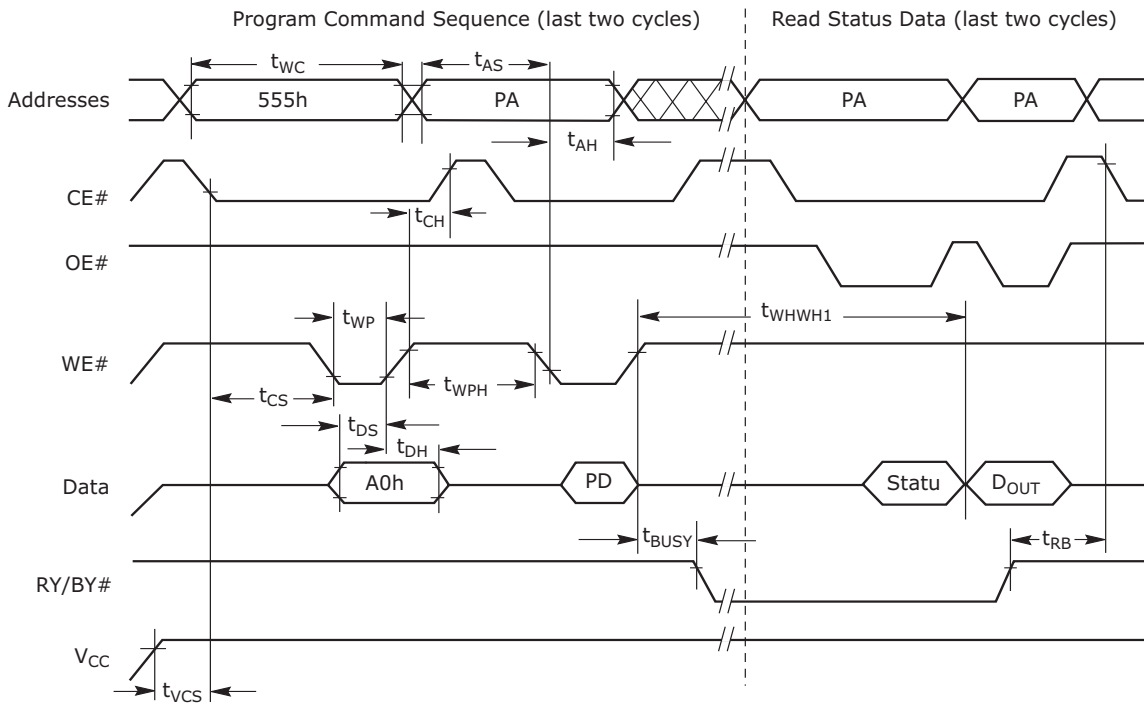 Program Command Sequence (last two cycles)
Read Status Data (last two cycles)
tWC
tAS
Addresses
555h
PA
PA
PA
tAH
CE#
tCH
OE#
tWHWH1
tWP
WE#
tWPH
tCS
tDS
tDH
Data
A0h
PD
Statu
DOUT
tBUSY
tRB
RY/BY#
VCC
tVCS